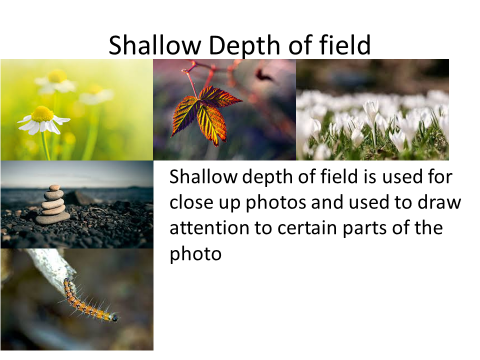 Shallow Depth of field
Shallow depth of field is used for
close up photos and used to draw
attention to certain parts of the
photo